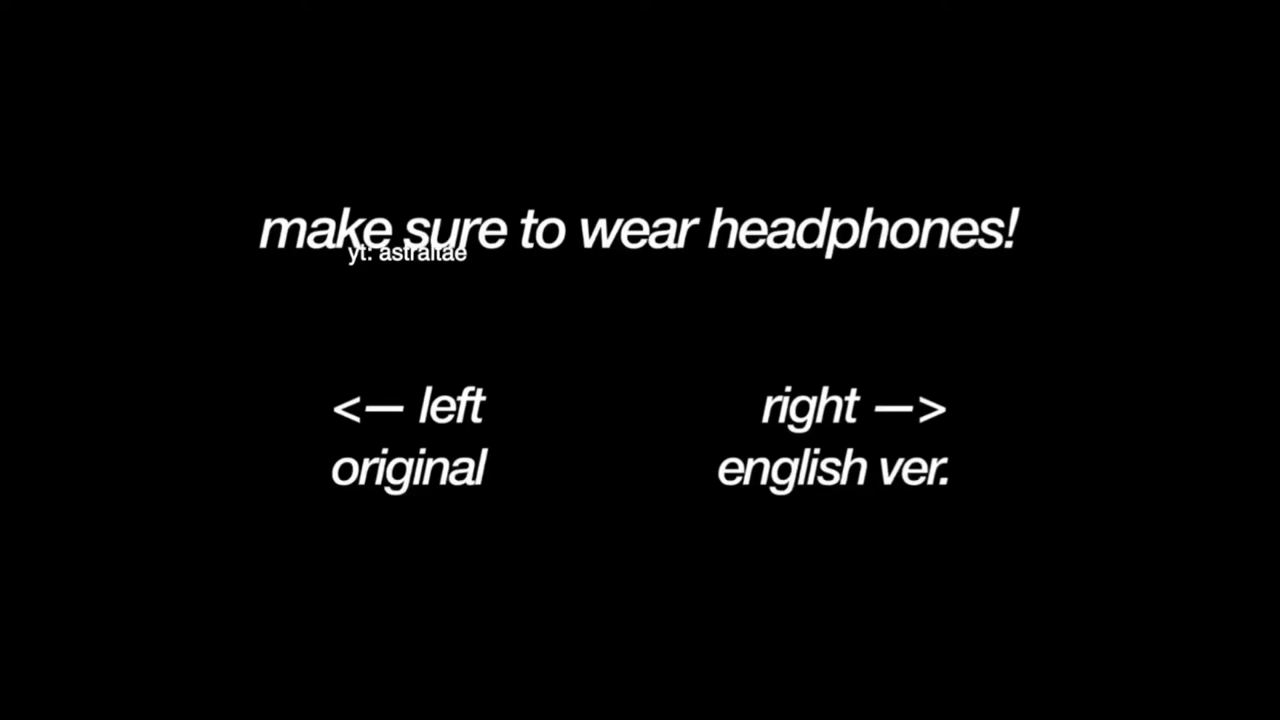 make sure to wear headphones!
yt: astraltae
<— left
right —>
original
english ver.